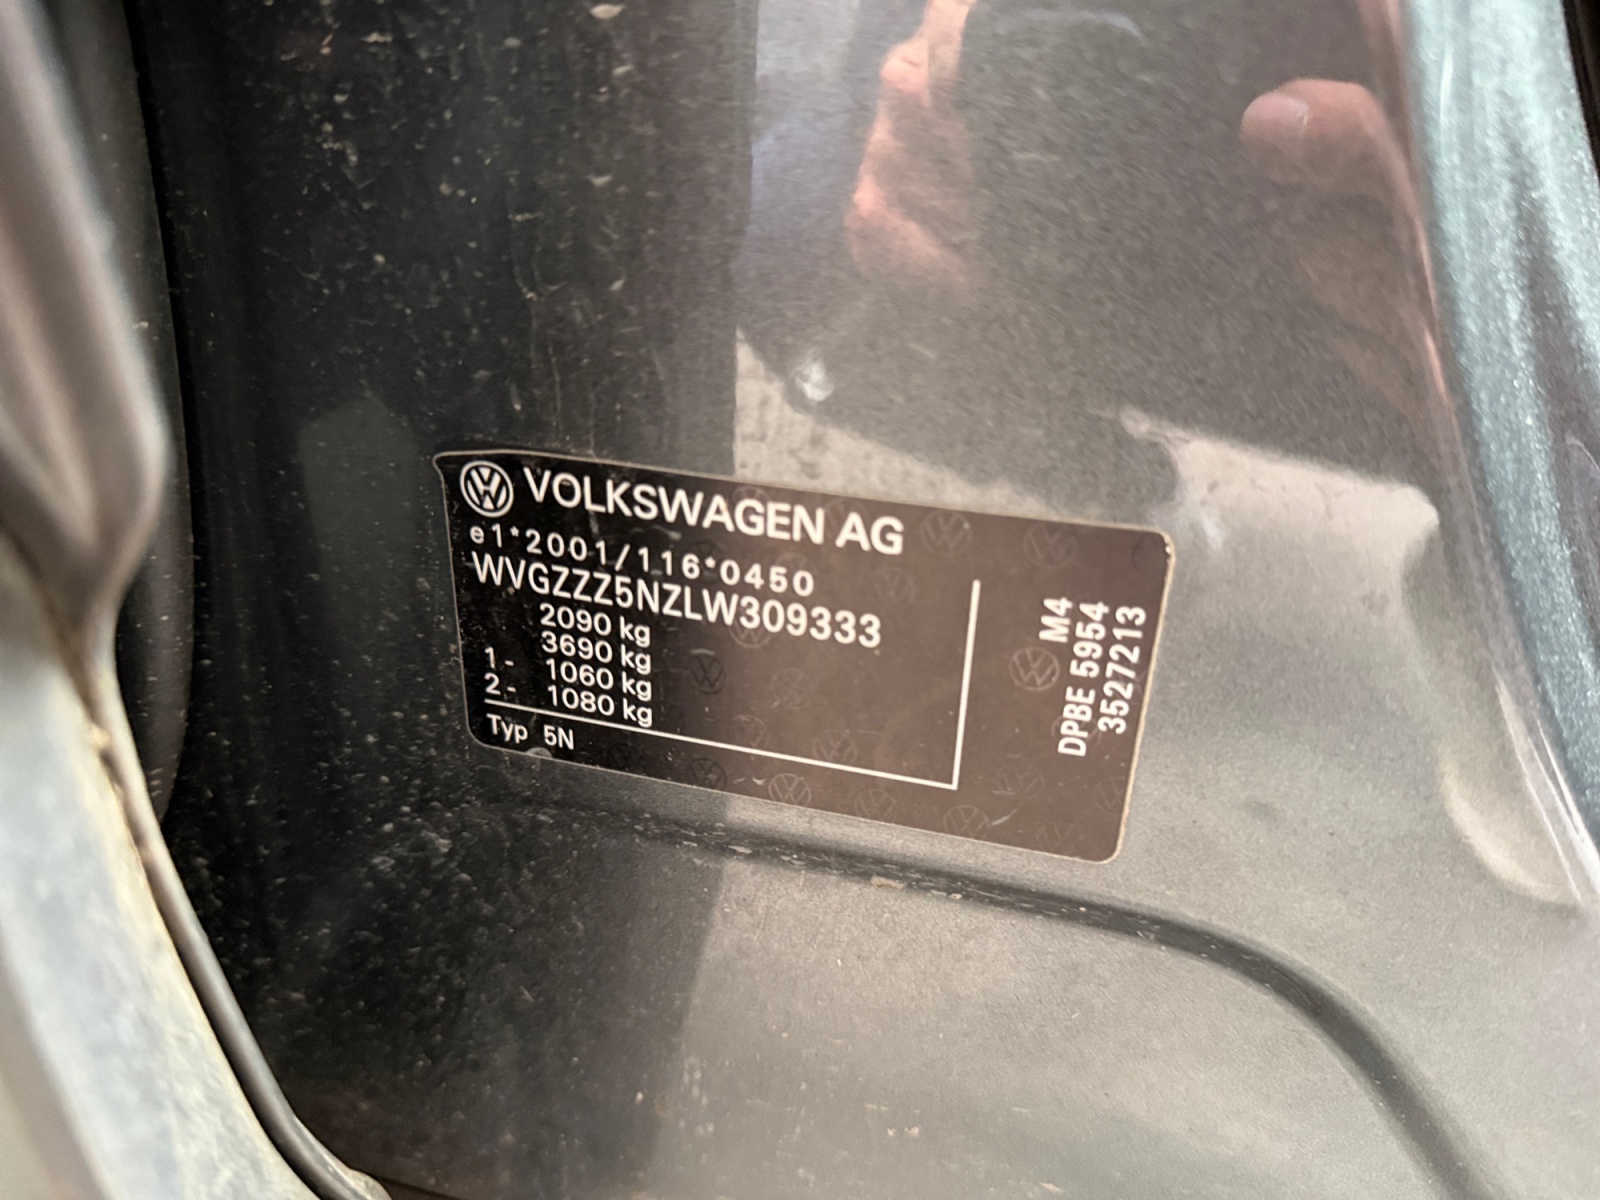 VOLKSWAGEN AG
e1*2001/116*0450
WVGZZZ5NZLW309333
2090 kg
3690 kg
1- 1060 kg
2- 1080 kg
Typ 5N
M4
DPBE 5954
3527213